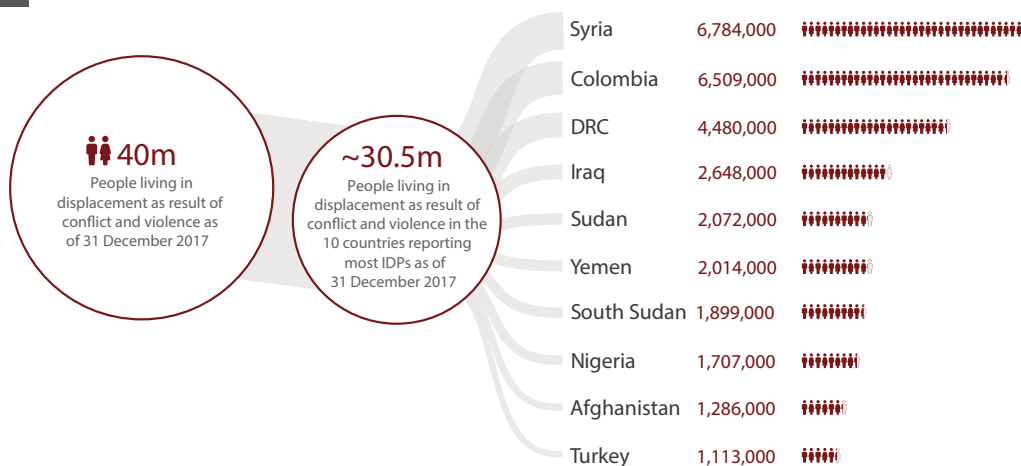 40m
People living in
displacement as result of
conflict and violence as
of 31 December 2017
~30.5m
People living in
displacement as result of
conflict and violence in the
10 countries reporting
most IDPs as of
31 December 2017
Syria 6,784,000
Colombia 6,509,000
DRC 4,480,000
Iraq 2,648,000
Sudan 2,072,000
Yemen 2,014,000
South Sudan 1,899,000
Nigeria 1,707,000
Afghanistan 1,286,000
Turkey 1,113,000